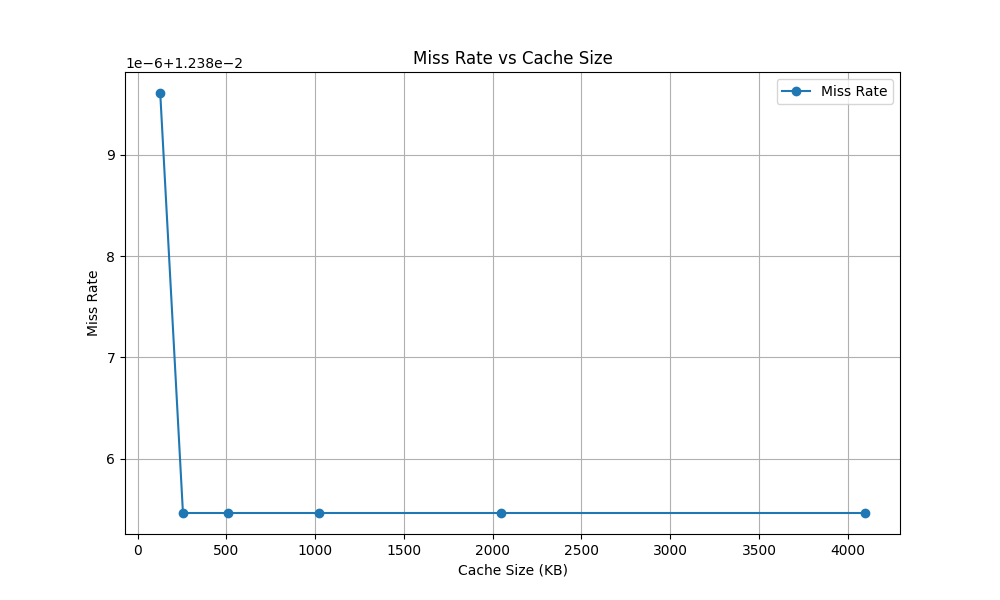 Miss Rate vs Cache Size
1e−6+1.238e−2
Miss Rate
9
8
7
6
Miss Rate
0 500 1000 1500 2000 2500 3000 3500 4000
Cache Size (KB)